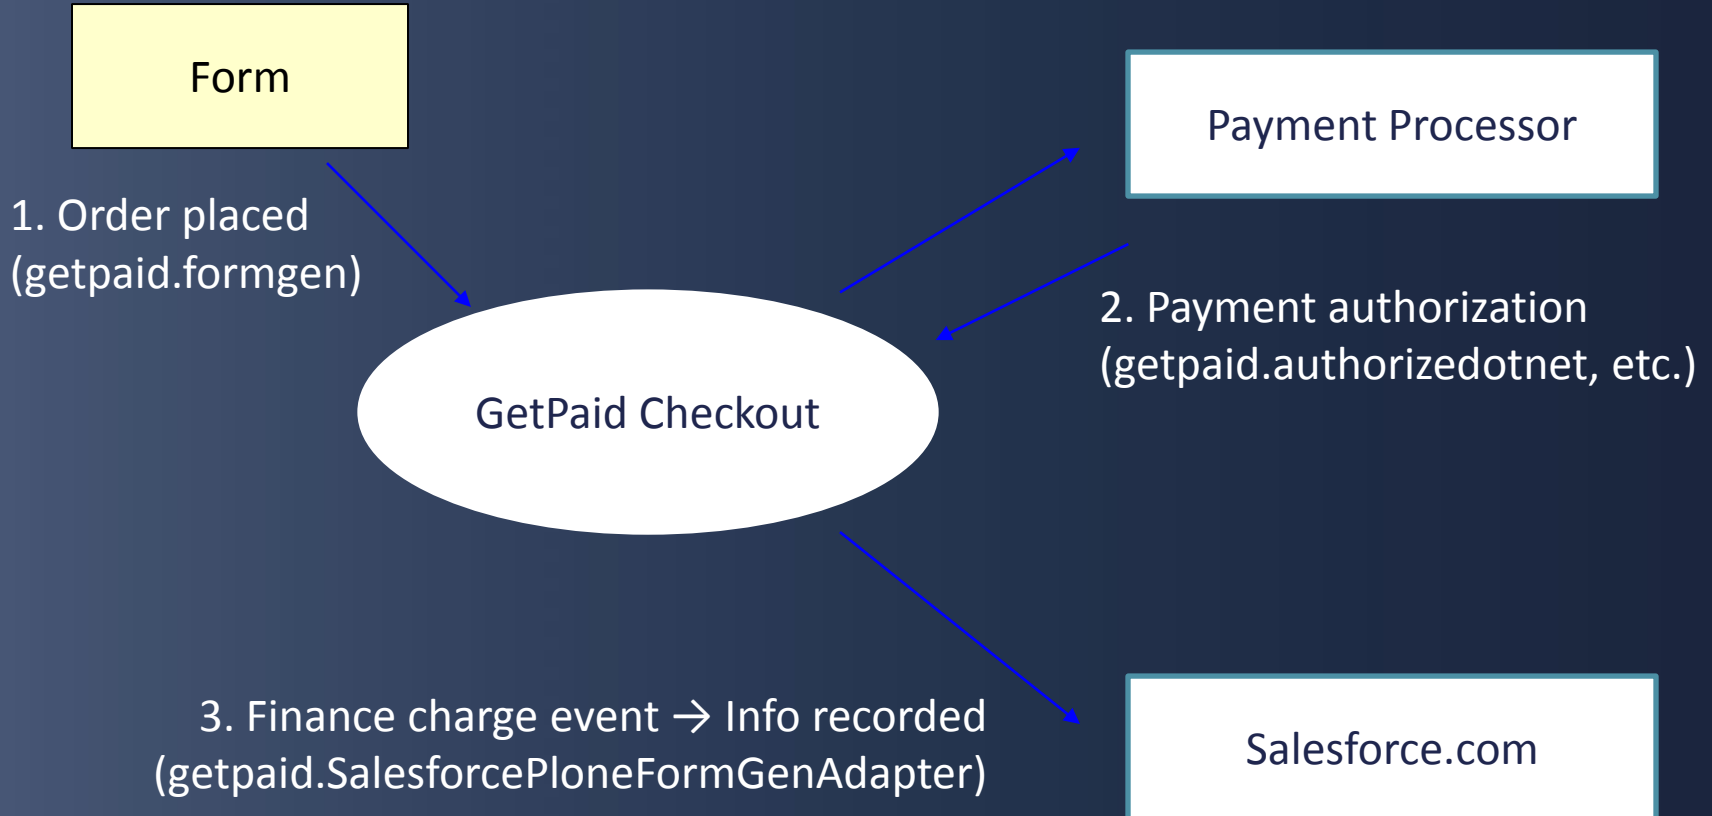 Form
Payment Processor
1. Order placed
(getpaid.formgen)
2. Payment authorization
(getpaid.authorizedotnet, etc.)
GetPaid Checkout
3. Finance charge event → Info recorded
(getpaid.SalesforcePloneFormGenAdapter)
Salesforce.com